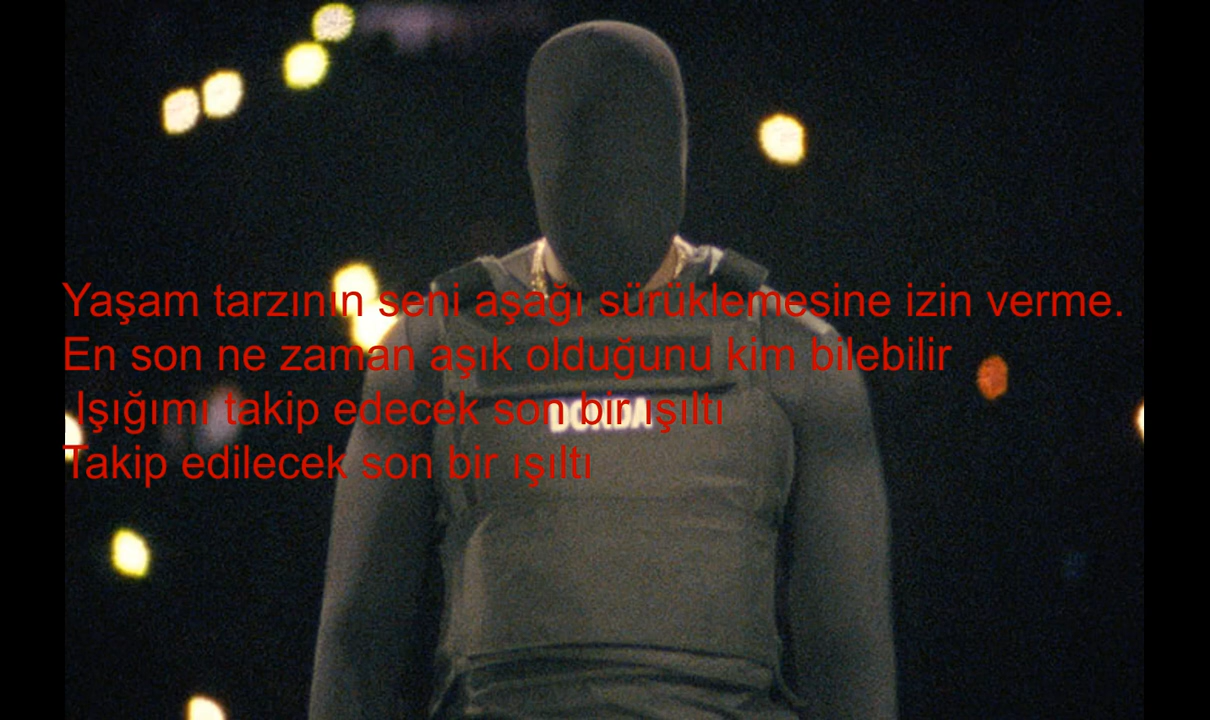 Yaşam tarzının seni aşağı sürüklemesine izin verme.
En son ne zaman aşık olduğunu kim bilebilir
Işığımı takip edecek son bir ışıltı
DONDA
Takip edilecek son bir ışıltı